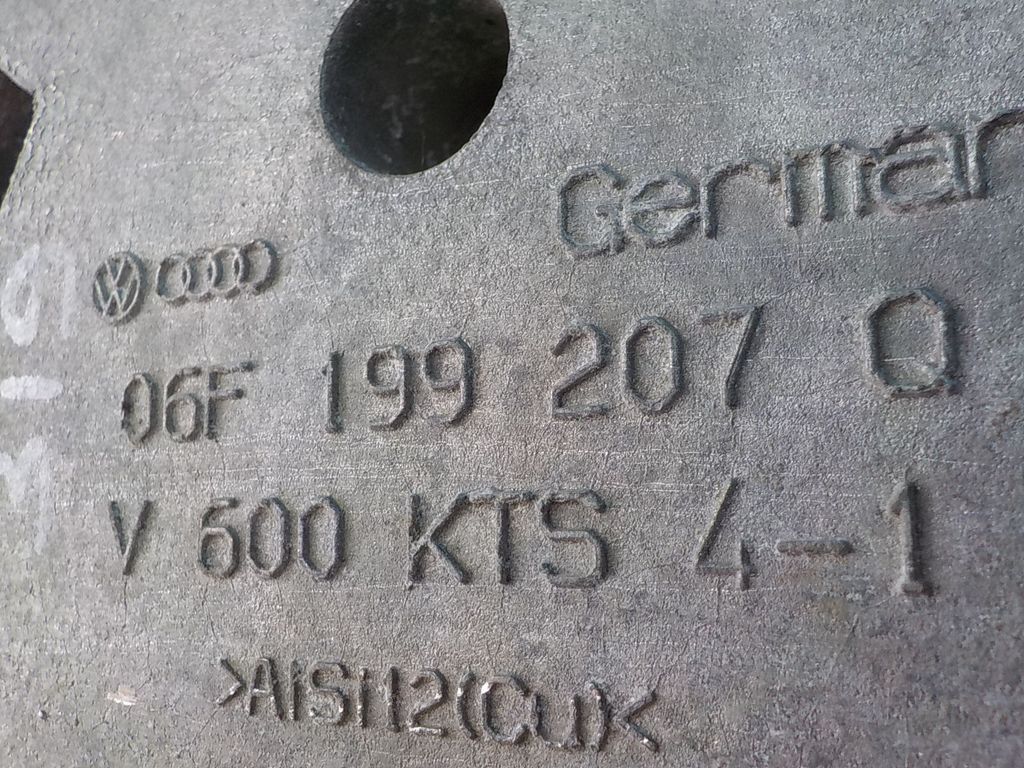 German
06F 199 207 Q
V 600 KTS 4-1
>AlSi12(Cu)<